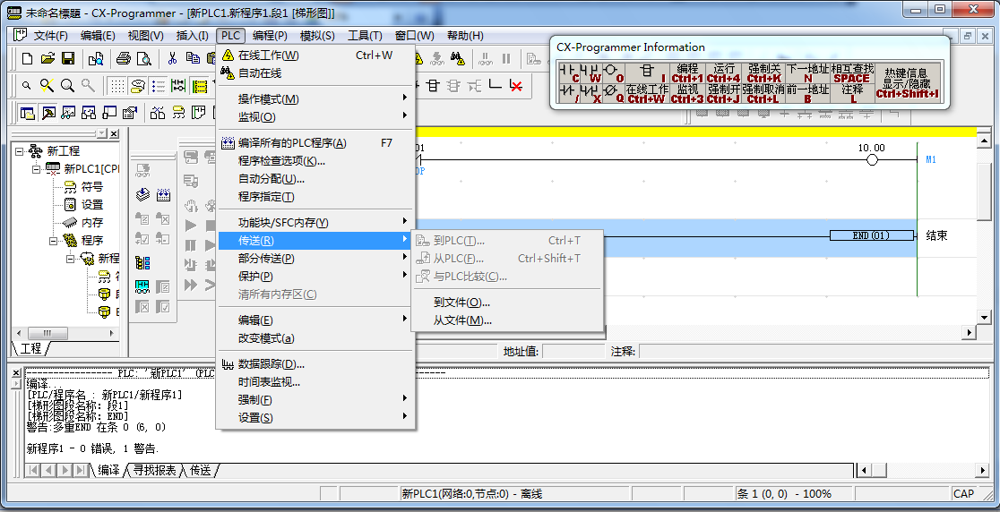 未命名標題 - CX-Programmer - [新PLC1.新程序1.段1 [梯形图]]
文件(F) 编辑(E) 视图(V) 插入(I) PLC 编程(P) 模拟(S) 工具(T) 窗口(W) 帮助(H)
CX-Programmer Information
C W O I 编程 Ctrl+1 运行 Ctrl+4 强制关 Ctrl+K 下一地址 N 相互查找 SPACE 热键信息 显示/隐藏 Ctrl+Shift+I
/ X Q 在线工作 Ctrl+W 监视 Ctrl+3 强制开 Ctrl+J 强制取消 Ctrl+L 前一地址 B 注释 L
在线工作(W) Ctrl+W
自动在线
操作模式(M)
监视(O)
编译所有的PLC程序(A) F7
程序检查选项(K)...
自动分配(U)...
程序指定(T)
功能块/SFC内存(Y)
传送(R)
部分传送(P)
保护(P)
清所有内存区(C)
编辑(E)
改变模式(a)
数据跟踪(D)...
时间表监视...
强制(F)
设置(S)
到PLC(T)... Ctrl+T
从PLC(F)... Ctrl+Shift+T
与PLC比较(C)...
到文件(O)...
从文件(M)...
新工程
新PLC1[CP
符号
设置
内存
程序
新程
工程
01
10.00
M1
OP
END(01)
结束
地址值: 注释:
PLC: '新PLC1' (PLC
编译...
[PLC/程序名 : 新PLC1/新程序1]
[梯形图段名称: 段1]
[梯形图段名称: END]
警告:多重END 在条 0 (6, 0)
新程序1 - 0 错误, 1 警告.
编译 寻找报表 传送
新PLC1(网络:0,节点:0) - 离线 条 1 (0, 0) - 100% CAP